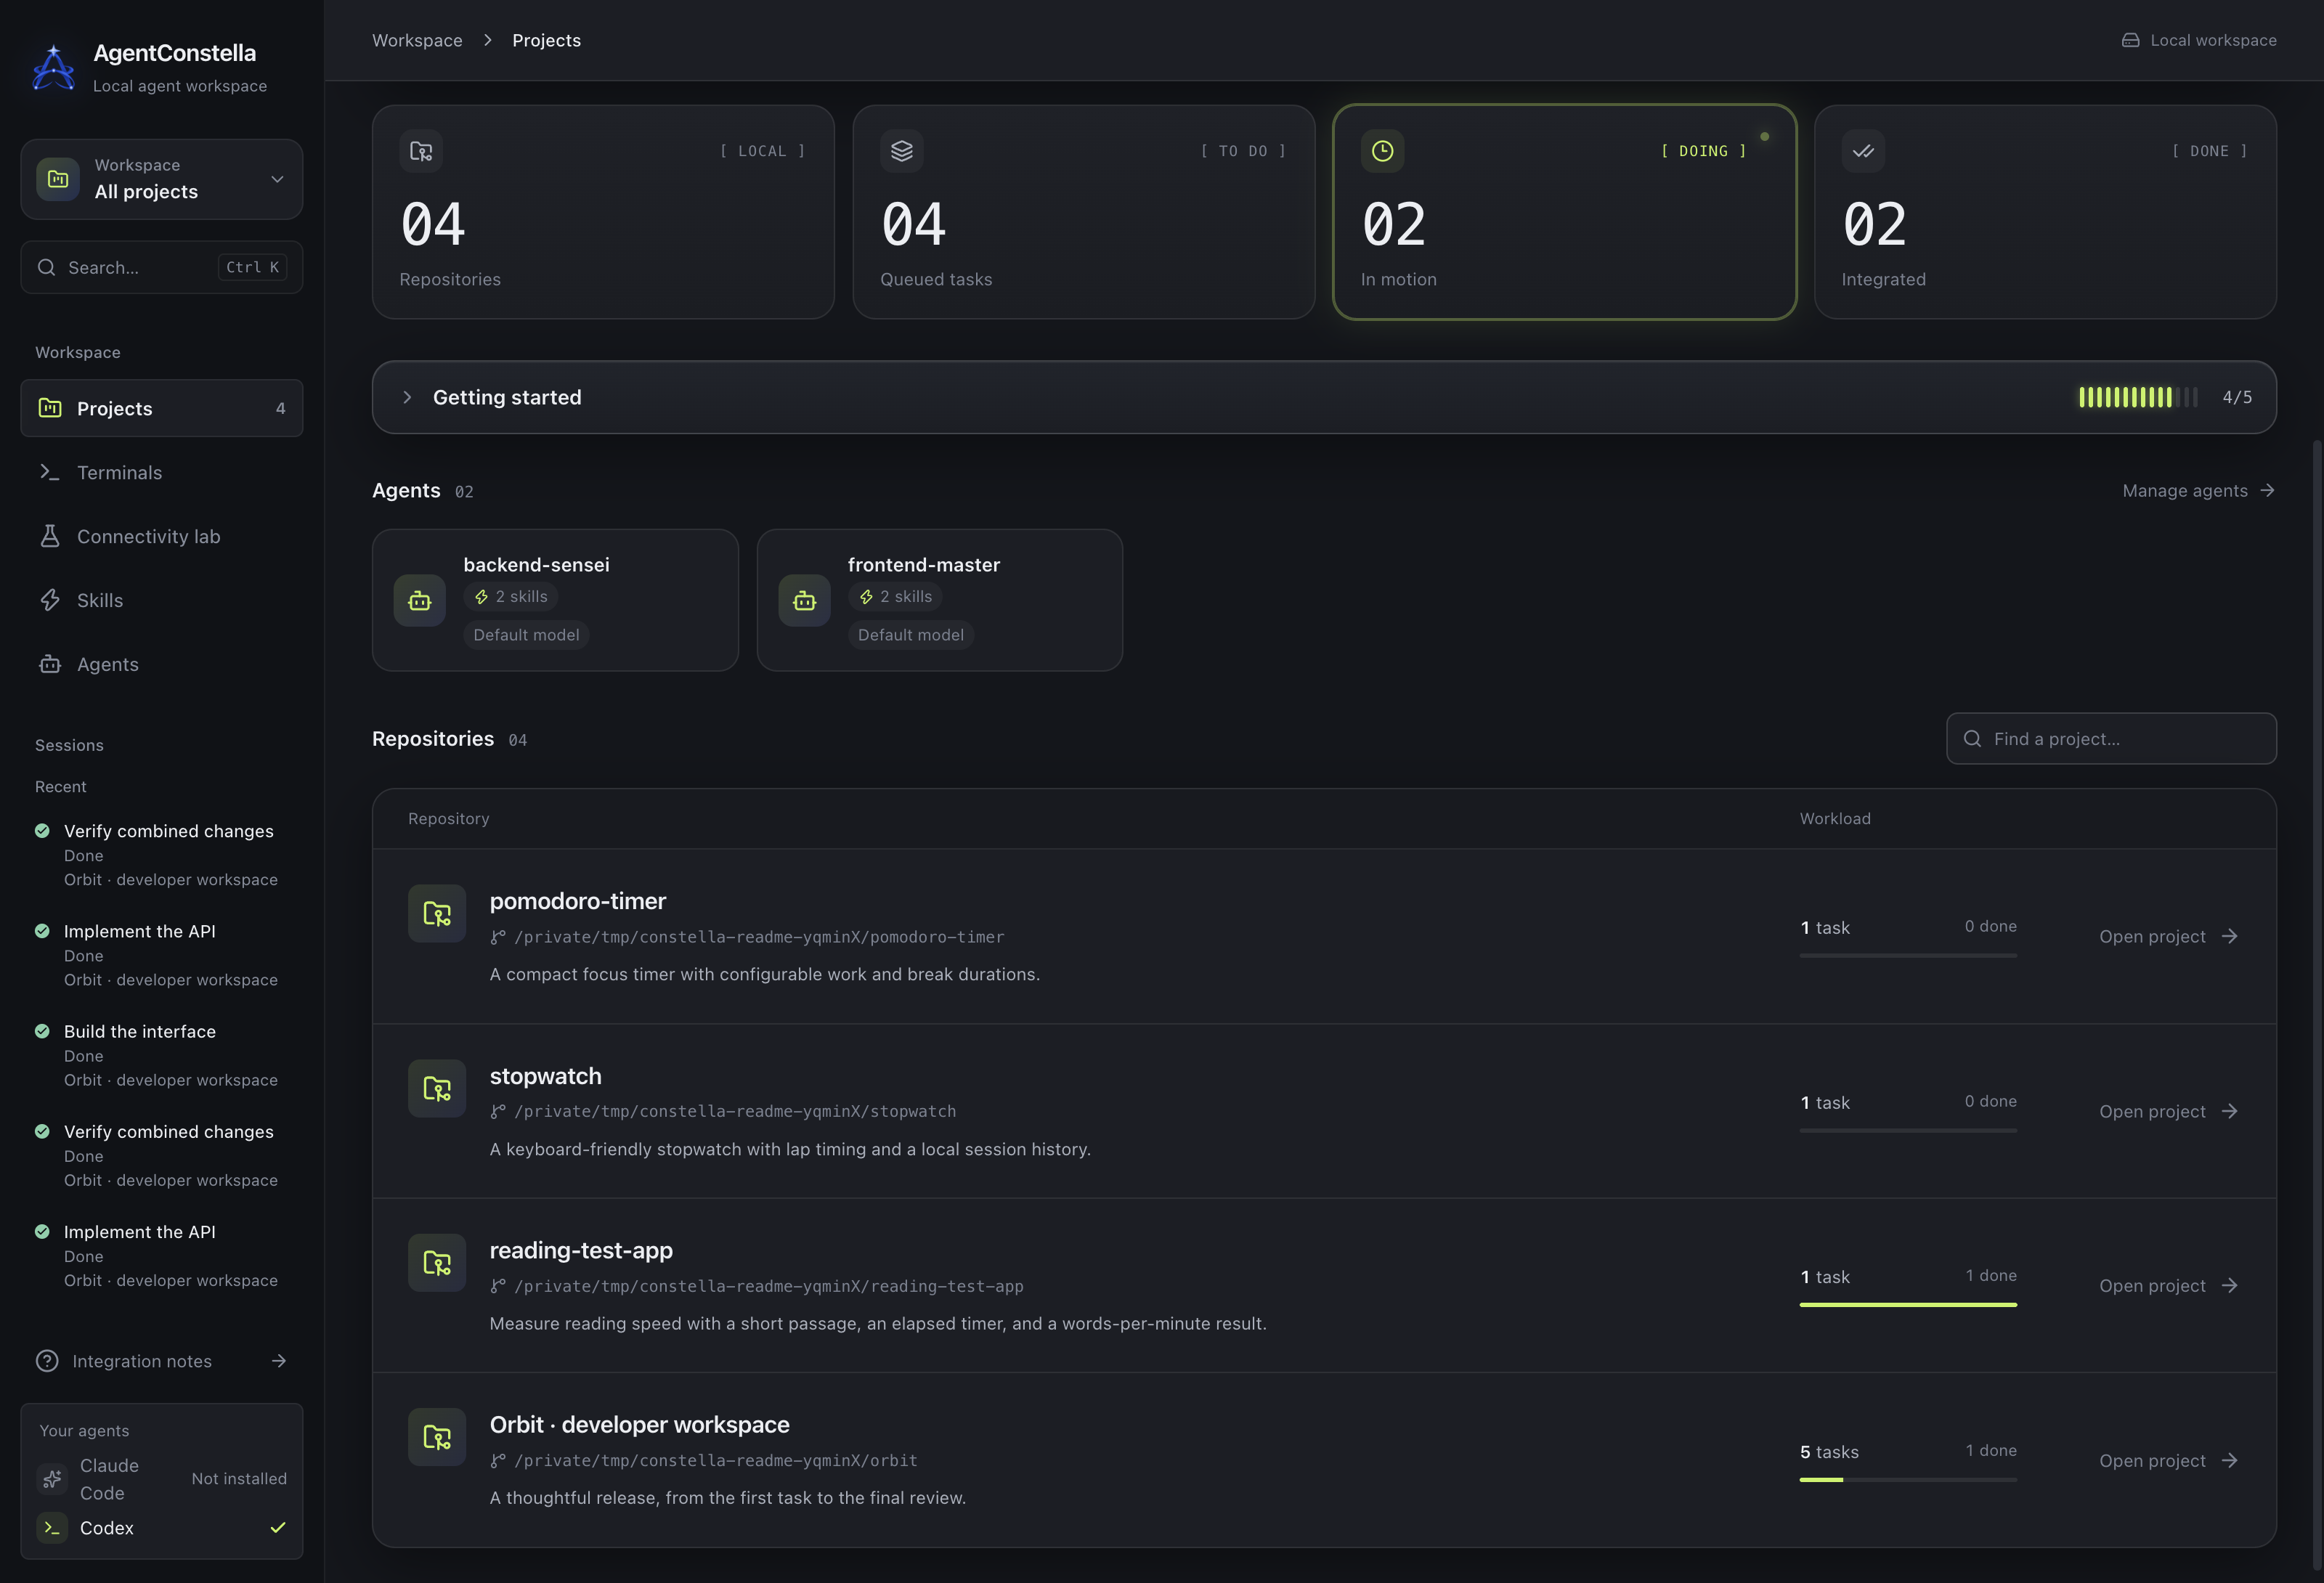 AgentConstella
Local agent workspace
Workspace
All projects
Search...
Ctrl K
Workspace
Projects
4
Terminals
Connectivity lab
Skills
Agents
Sessions
Recent
Verify combined changes
Done
Orbit · developer workspace
Implement the API
Done
Orbit · developer workspace
Build the interface
Done
Orbit · developer workspace
Verify combined changes
Done
Orbit · developer workspace
Implement the API
Done
Orbit · developer workspace
Integration notes
Your agents
Claude
Code
Not installed
Codex
Workspace > Projects
Local workspace
[ LOCAL ]
04
Repositories
[ TO DO ]
04
Queued tasks
[ DOING ]
02
In motion
[ DONE ]
02
Integrated
Getting started
4/5
Agents 02
Manage agents
backend-sensei
2 skills
Default model
frontend-master
2 skills
Default model
Repositories 04
Find a project...
Repository
Workload
pomodoro-timer
/private/tmp/constella-readme-yqminX/pomodoro-timer
A compact focus timer with configurable work and break durations.
1 task
0 done
Open project
stopwatch
/private/tmp/constella-readme-yqminX/stopwatch
A keyboard-friendly stopwatch with lap timing and a local session history.
1 task
0 done
Open project
reading-test-app
/private/tmp/constella-readme-yqminX/reading-test-app
Measure reading speed with a short passage, an elapsed timer, and a words-per-minute result.
1 task
1 done
Open project
Orbit · developer workspace
/private/tmp/constella-readme-yqminX/orbit
A thoughtful release, from the first task to the final review.
5 tasks
1 done
Open project